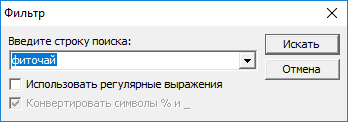 Фильтр
Введите строку поиска:
фиточай
Искать
Отмена
Использовать регулярные выражения
Конвертировать символы % и _